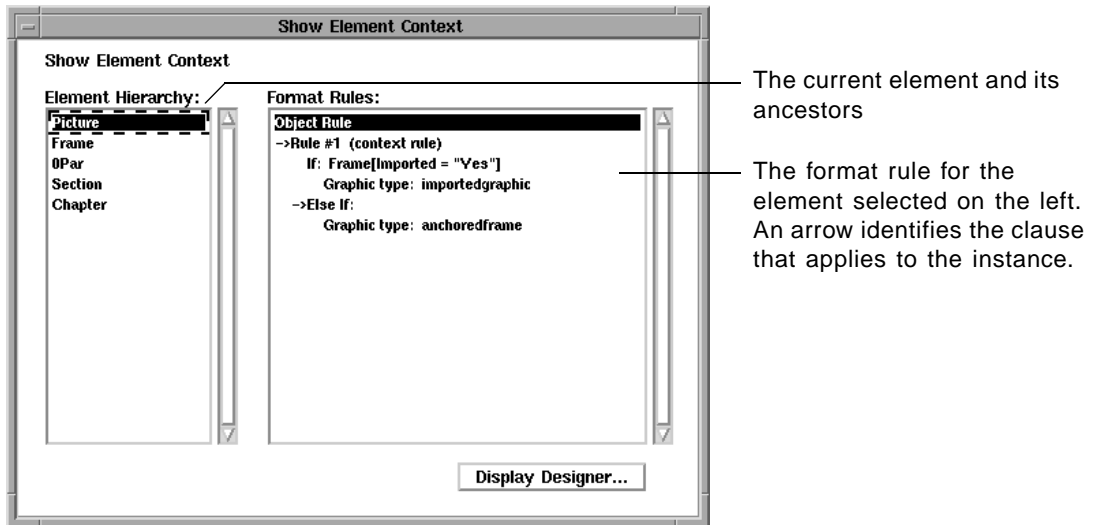 Show Element Context
Show Element Context
Element Hierarchy:
Picture
Frame
0Par
Section
Chapter
Format Rules:
Object Rule
->Rule #1 (context rule)
If: Frame[Imported = "Yes"]
Graphic type: importedgraphic
->Else If:
Graphic type: anchoredframe
Display Designer...
The current element and its
ancestors
The format rule for the
element selected on the left.
An arrow identifies the clause
that applies to the instance.